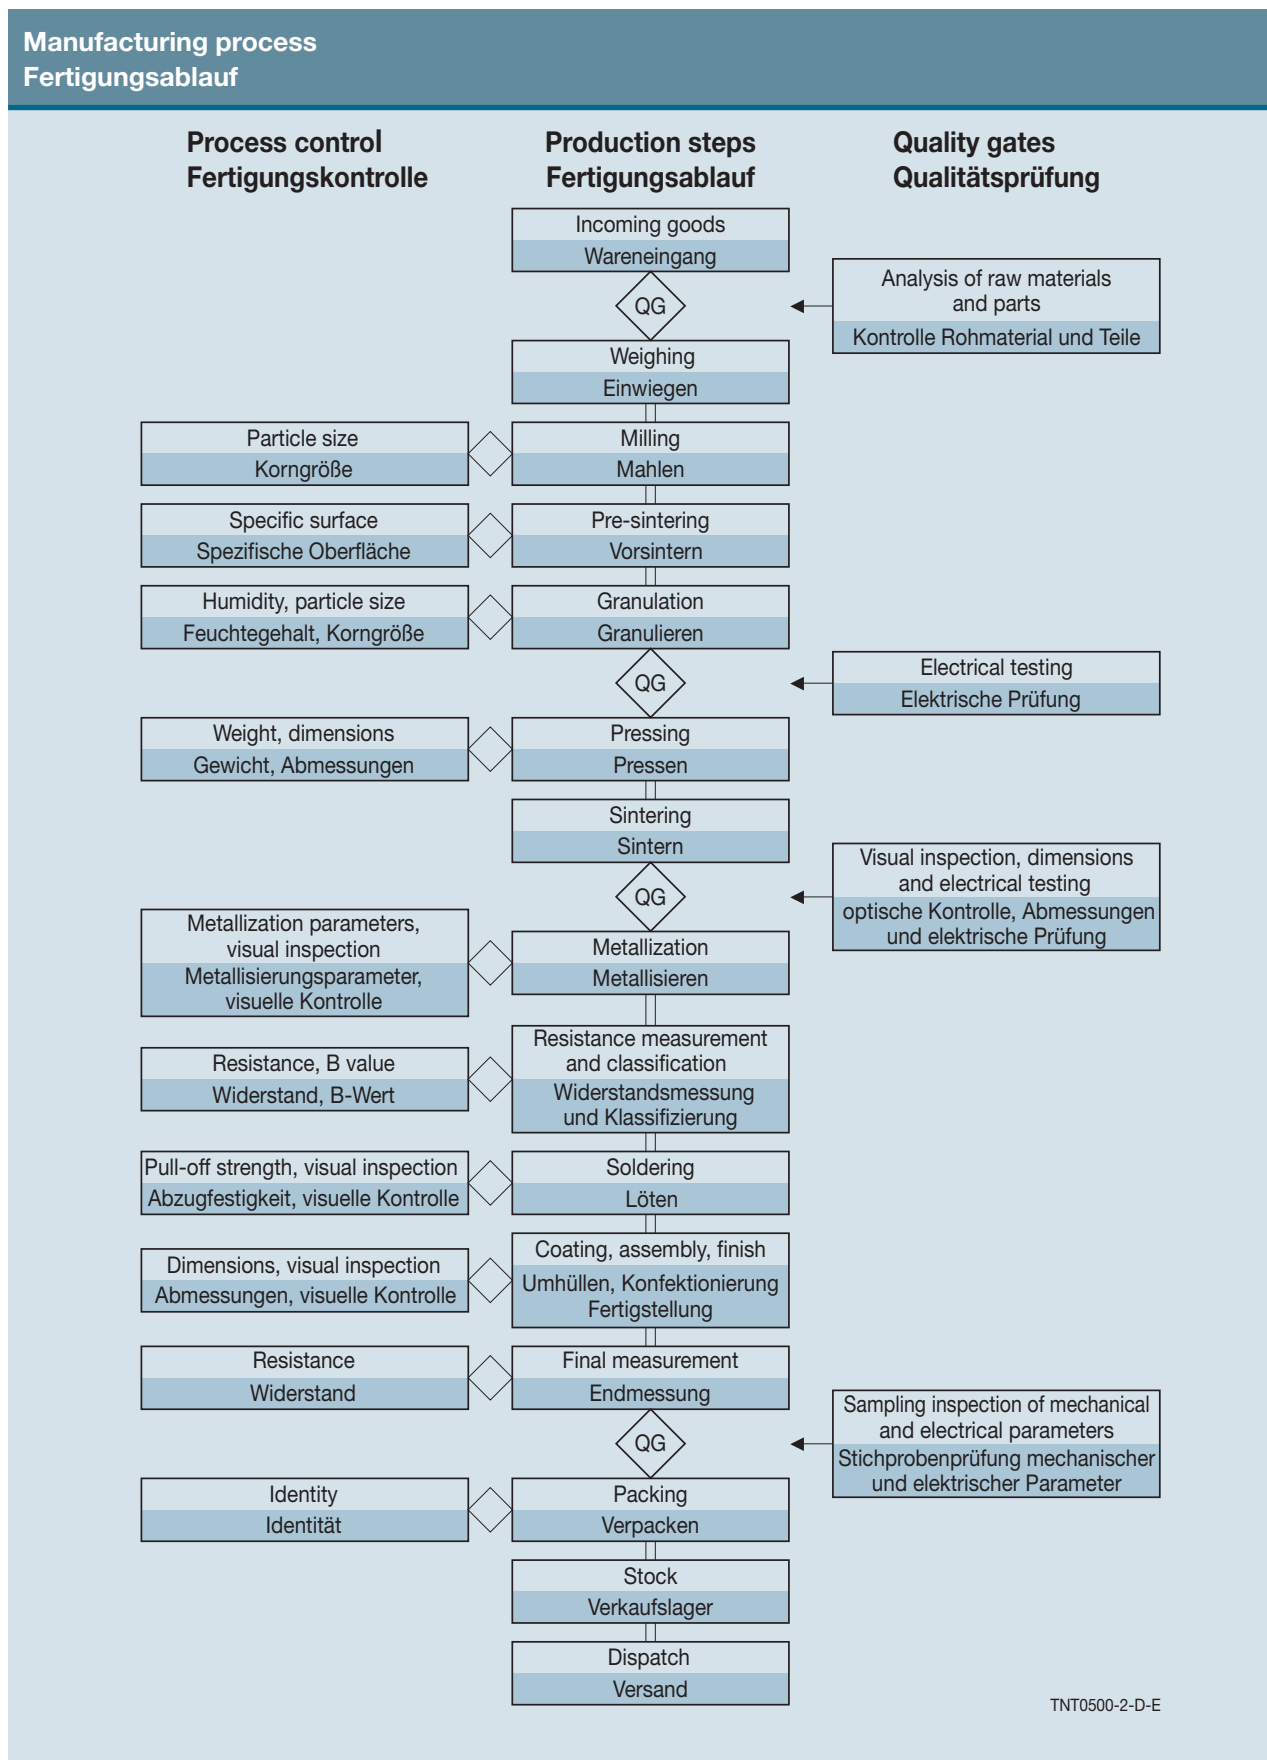 Manufacturing process
Fertigungsablauf
Process control
Fertigungskontrolle
Production steps
Fertigungsablauf
Quality gates
Qualitätsprüfung
Incoming goods
Wareneingang
QG
Analysis of raw materials
and parts
Kontrolle Rohmaterial und Teile
Weighing
Einwiegen
Particle size
Korngröße
Milling
Mahlen
Specific surface
Spezifische Oberfläche
Pre-sintering
Vorsintern
Humidity, particle size
Feuchtegehalt, Korngröße
Granulation
Granulieren
QG
Electrical testing
Elektrische Prüfung
Weight, dimensions
Gewicht, Abmessungen
Pressing
Pressen
Sintering
Sintern
QG
Visual inspection, dimensions
and electrical testing
optische Kontrolle, Abmessungen
und elektrische Prüfung
Metallization parameters,
visual inspection
Metallisierungsparameter,
visuelle Kontrolle
Metallization
Metallisieren
Resistance, B value
Widerstand, B-Wert
Resistance measurement
and classification
Widerstandsmessung
und Klassifizierung
Pull-off strength, visual inspection
Abzugfestigkeit, visuelle Kontrolle
Soldering
Löten
Dimensions, visual inspection
Abmessungen, visuelle Kontrolle
Coating, assembly, finish
Umhüllen, Konfektionierung
Fertigstellung
Resistance
Widerstand
Final measurement
Endmessung
QG
Sampling inspection of mechanical
and electrical parameters
Stichprobenprüfung mechanischer
und elektrischer Parameter
Identity
Identität
Packing
Verpacken
Stock
Verkaufslager
Dispatch
Versand
TNT0500-2-D-E